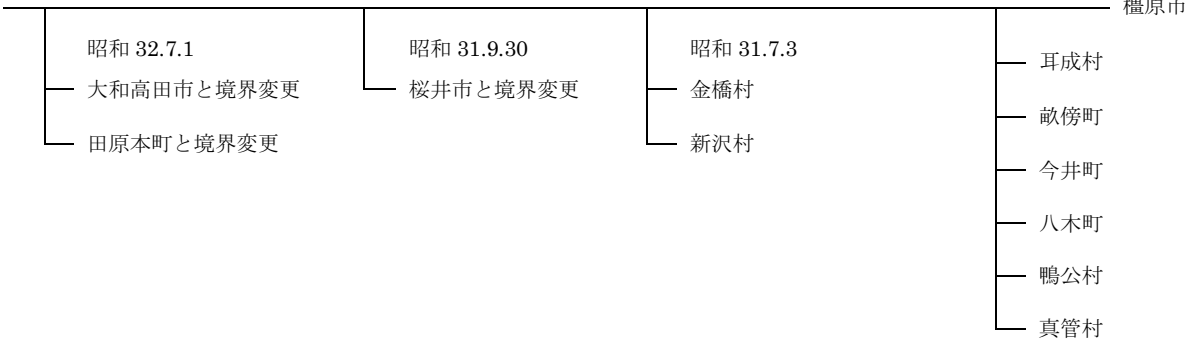 橿原市
昭和 32.7.1
大和高田市と境界変更
田原本町と境界変更
昭和 31.9.30
桜井市と境界変更
昭和 31.7.3
金橋村
新沢村
耳成村
畝傍町
今井町
八木町
鴨公村
真管村